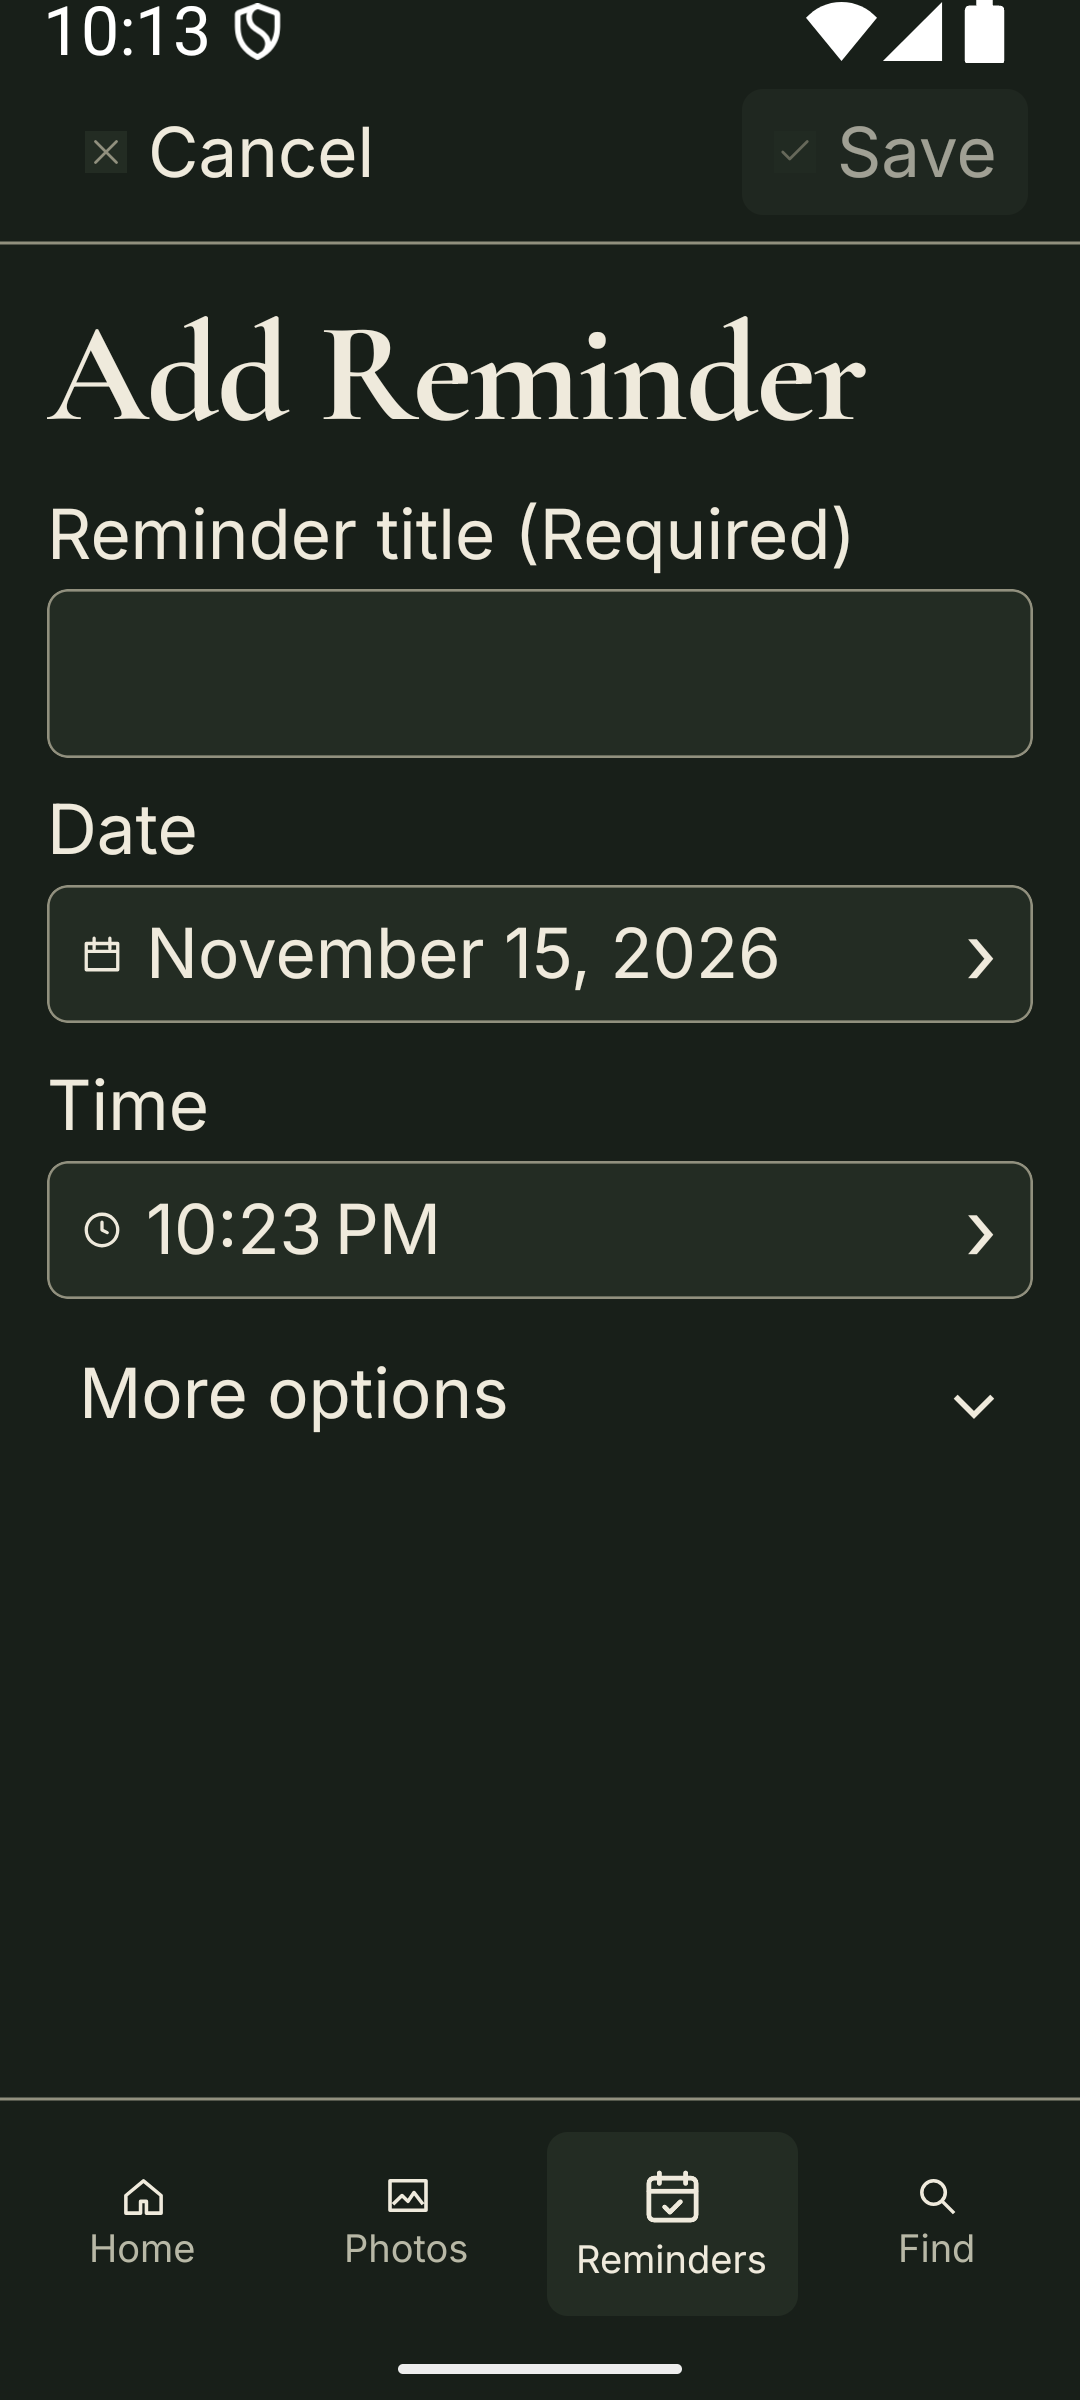 10:13
Cancel
Save
Add Reminder
Reminder title (Required)
Date
November 15, 2026
Time
10:23 PM
More options
Home
Photos
Reminders
Find